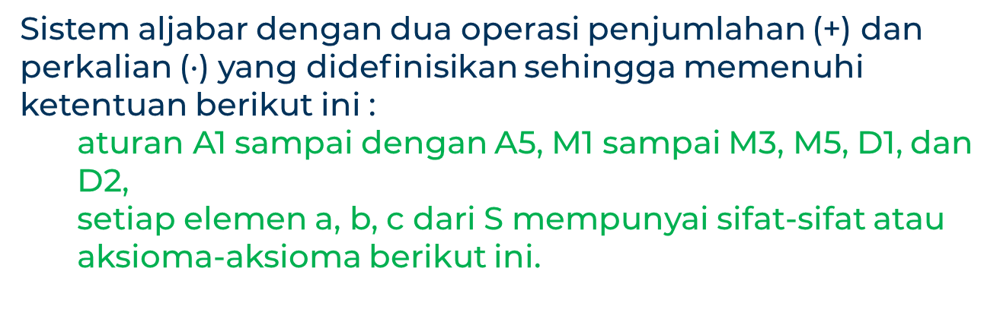 Sistem aljabar dengan dua operasi penjumlahan (+) dan
perkalian (·) yang didefinisikan sehingga memenuhi
ketentuan berikut ini :
aturan A1 sampai dengan A5, M1 sampai M3, M5, D1, dan
D2,
setiap elemen a, b, c dari S mempunyai sifat-sifat atau
aksioma-aksioma berikut ini.